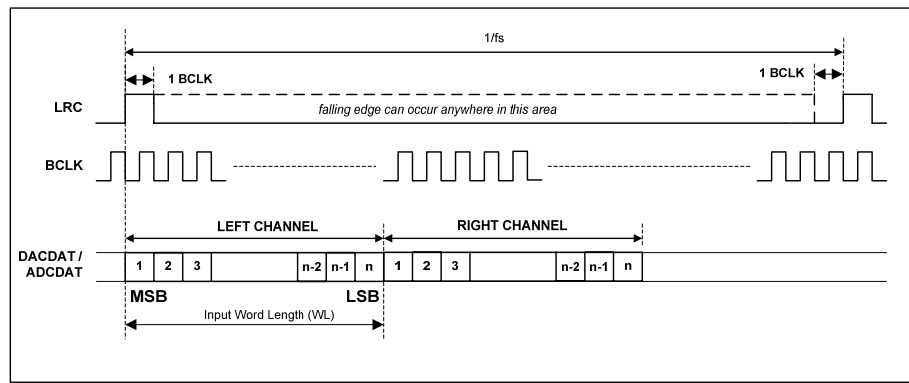 1/fs
1 BCLK 1 BCLK
LRC falling edge can occur anywhere in this area
BCLK
LEFT CHANNEL RIGHT CHANNEL
DACDAT /
ADCDAT
1 2 3 n-2 n-1 n 1 2 3 n-2 n-1 n
MSB LSB
Input Word Length (WL)